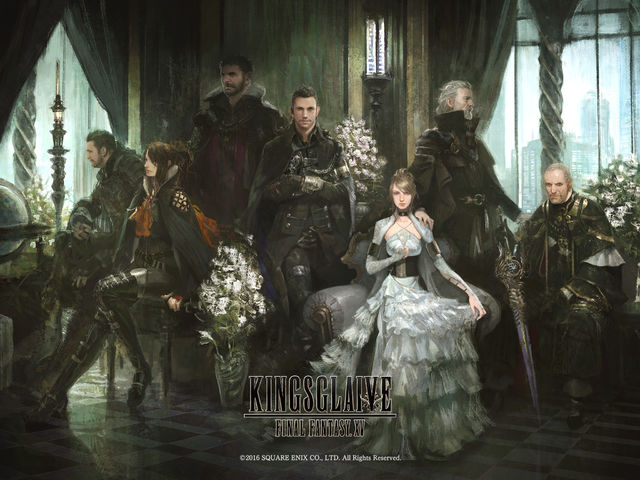 KINGSGLAIVE
FINAL FANTASY XV
©2016 SQUARE ENIX CO., LTD. All Rights Reserved.